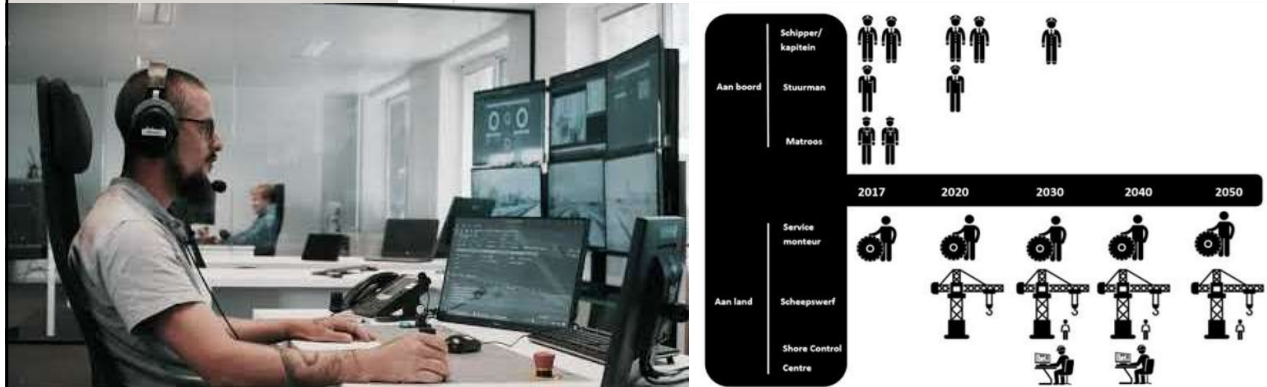 Schipper/
kapitein
Aan boord
Stuurman
Matroos
2017 2020 2030 2040 2050
Service
monteur
Aan land
Scheepswerf
Shore Control
Centre